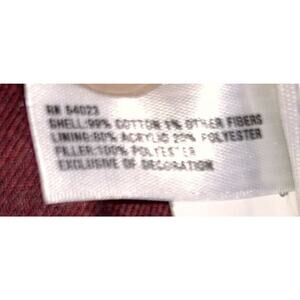 RN 54023
SHELL:99% COTTON 1% OTHER FIBERS
LINING:80% ACRYLIC 20% POLYESTER
FILLER:100% POLYESTER
EXCLUSIVE OF DECORATION